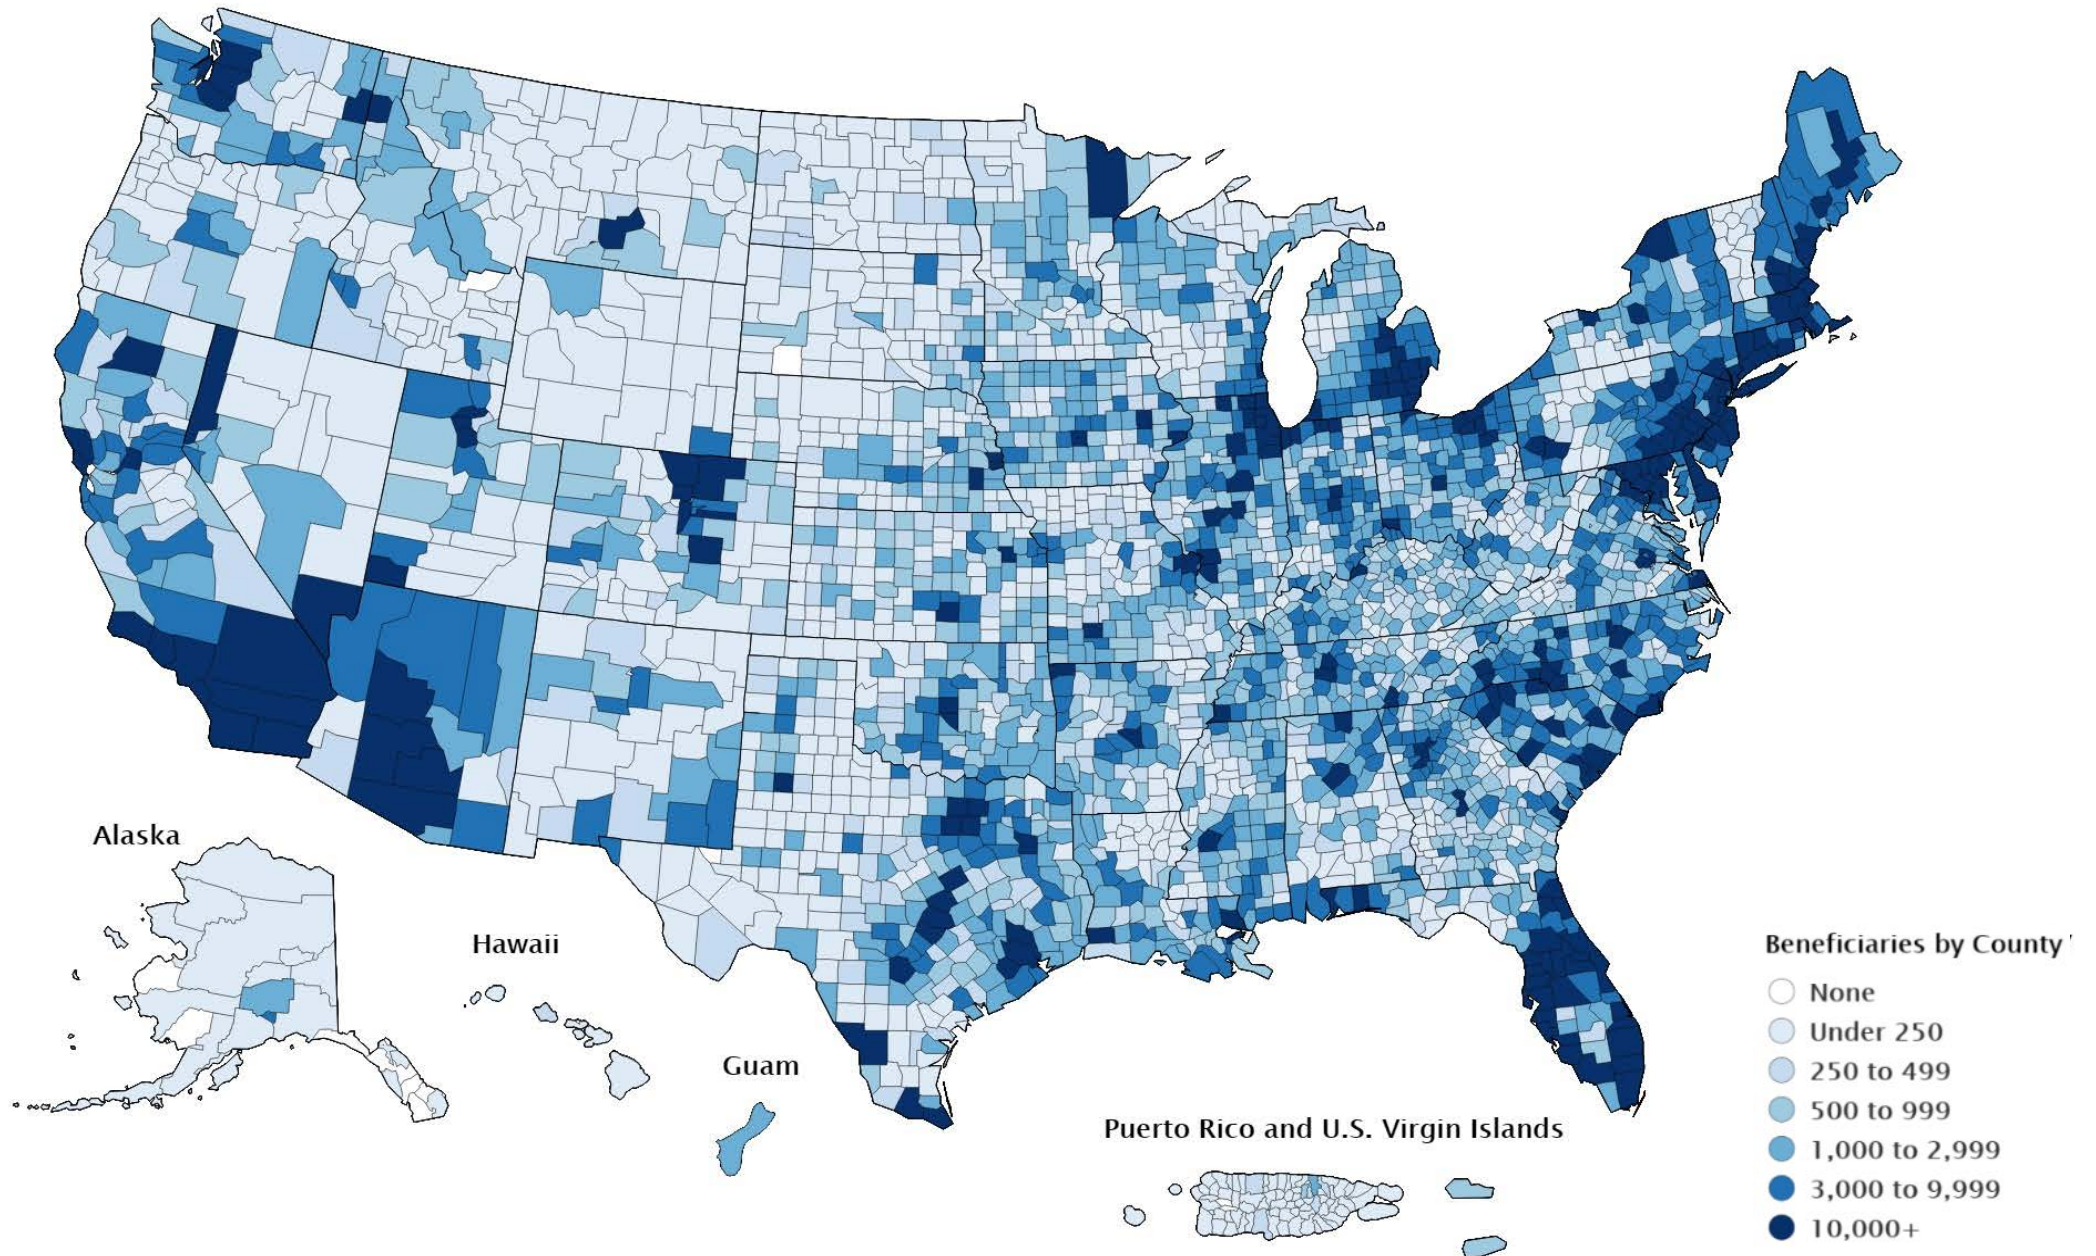 Alaska
Hawaii
Guam
Puerto Rico and U.S. Virgin Islands
Beneficiaries by County
None
Under 250
250 to 499
500 to 999
1,000 to 2,999
3,000 to 9,999
10,000+